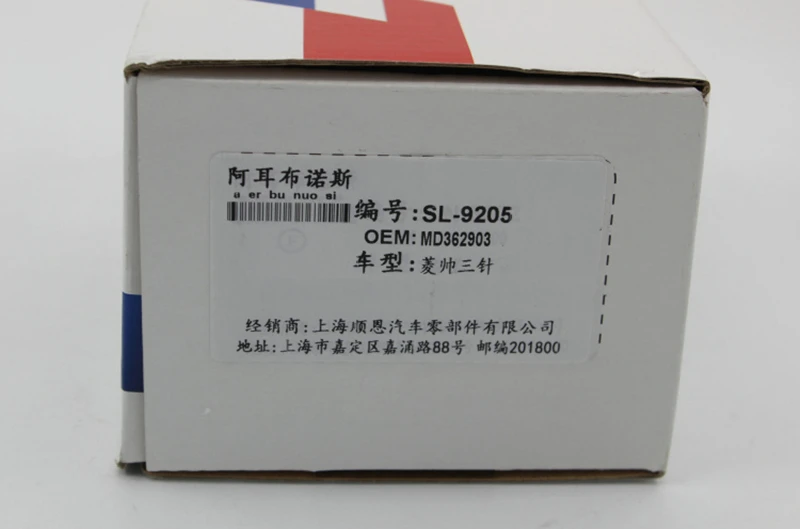 阿耳布诺斯
a er bu nuo si
编号:SL-9205
OEM:MD362903
车型:菱帅三针
经销商:上海顺恩汽车零部件有限公司
地址:上海市嘉定区嘉涌路88号 邮编201800